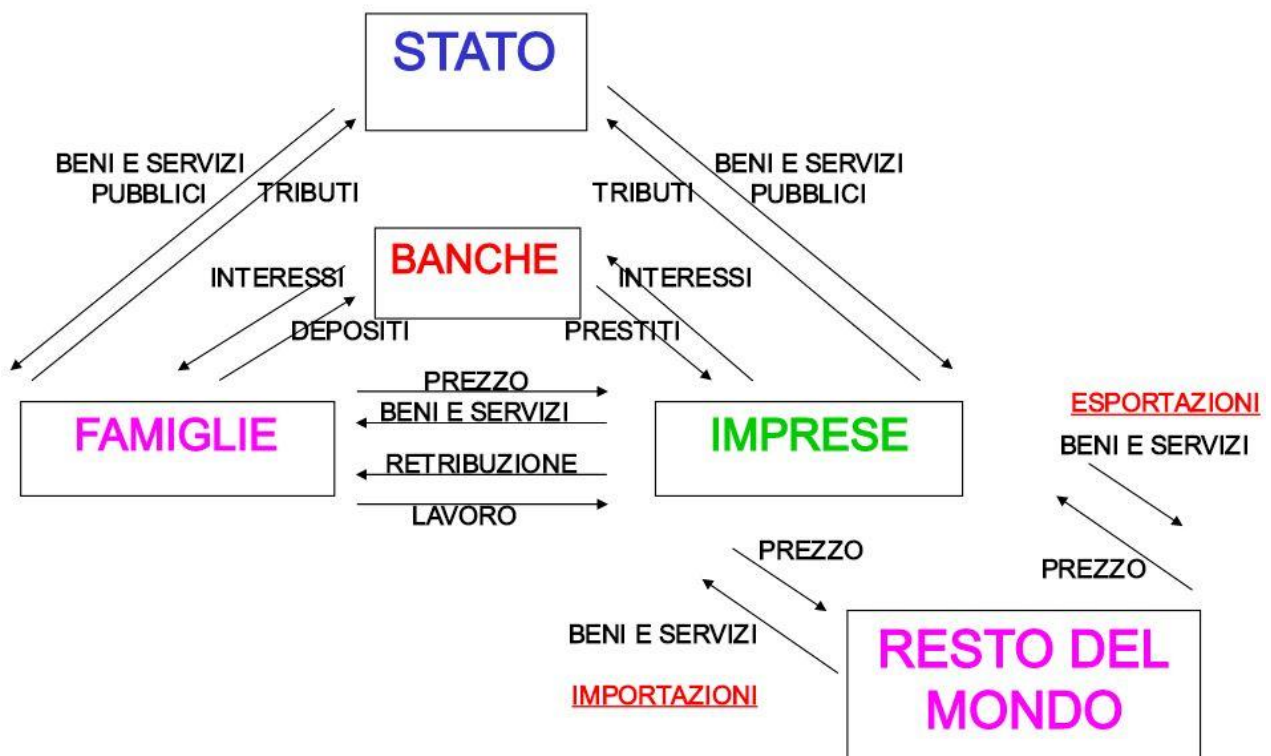 STATO
BENI E SERVIZI
PUBBLICI
TRIBUTI
TRIBUTI
BENI E SERVIZI
PUBBLICI
BANCHE
INTERESSI
INTERESSI
DEPOSITI
PRESTITI
PREZZO
BENI E SERVIZI
FAMIGLIE
IMPRESE
RETRIBUZIONE
LAVORO
ESPORTAZIONI
BENI E SERVIZI
PREZZO
PREZZO
BENI E SERVIZI
IMPORTAZIONI
RESTO DEL
MONDO